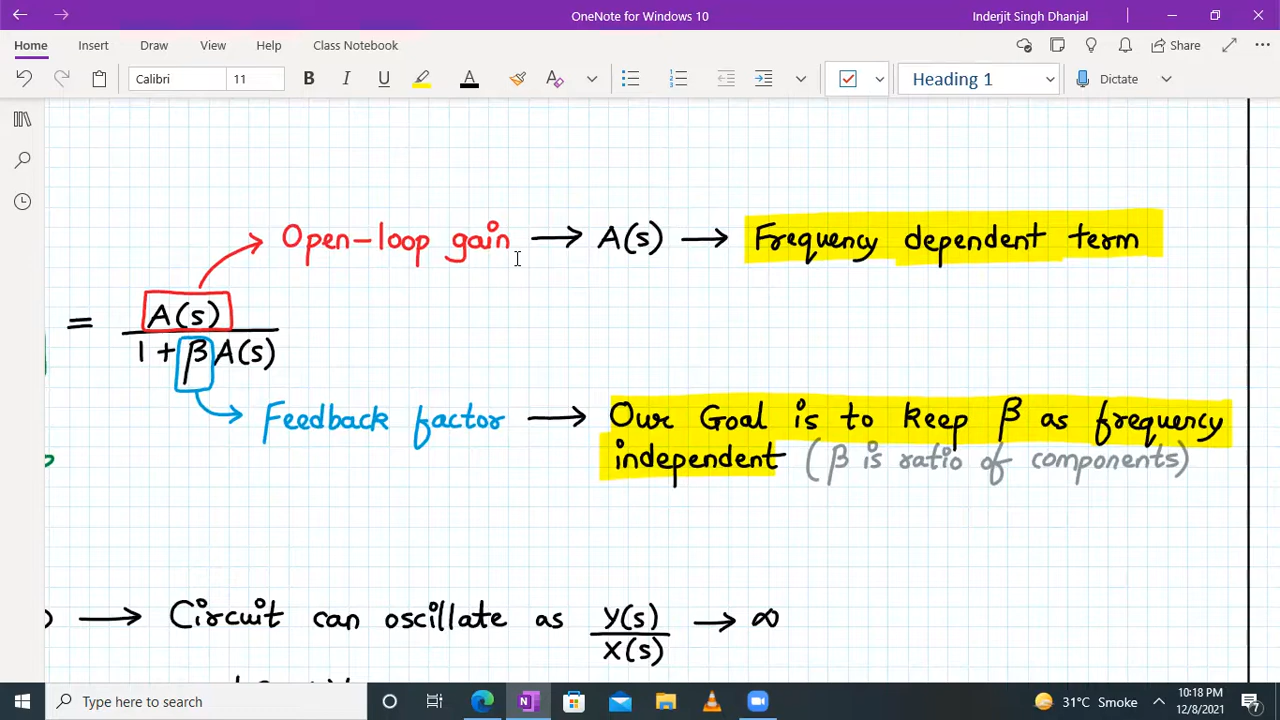 OneNote for Windows 10
Inderjit Singh Dhanjal
Home Insert Draw View Help Class Notebook Share
Calibri 11 B I U A Heading 1 Dictate
Open-loop gain → A(s) → Frequency dependent term
= A(s)
1 + β A(s)
Feedback factor → Our Goal is to keep β as frequency
independent (β is ratio of components)
→ Circuit can oscillate as Y(s) → ∞
X(s)
Type here to search
31°C Smoke
10:18 PM
12/8/2021
7